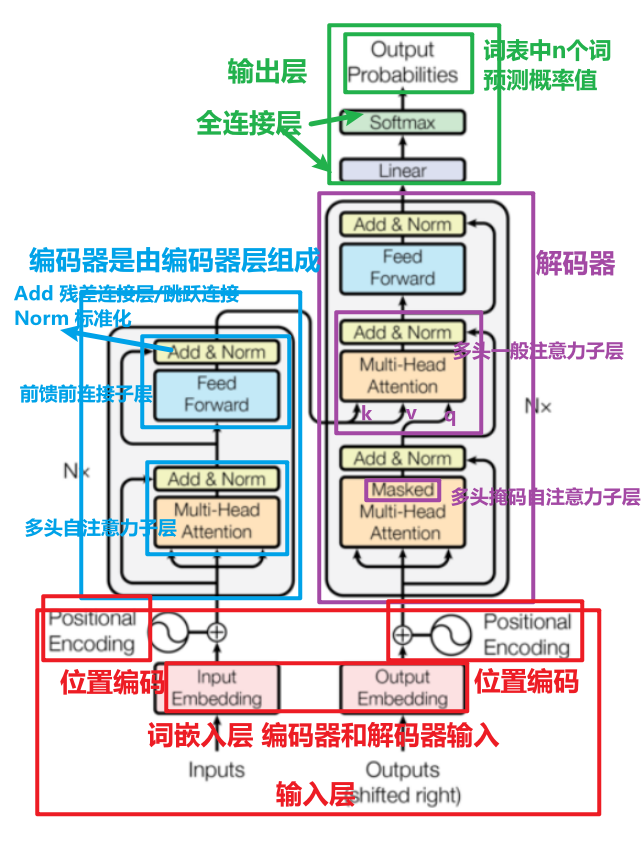 Output
Probabilities
词表中n个词
预测概率值
输出层
全连接层
Softmax
Linear
编码器是由编码器层组成
Add 残差连接层/跳跃连接
Norm 标准化
解码器
Add & Norm
Feed
Forward
Add & Norm
多头一般注意力子层
Multi-Head
Attention
k
v
q
N×
Add & Norm
Feed
Forward
前馈前连接子层
N×
Add & Norm
Masked
Multi-Head
Attention
多头掩码自注意力子层
Add & Norm
Multi-Head
Attention
多头自注意力子层
Positional
Encoding
位置编码
Positional
Encoding
位置编码
Input
Embedding
Output
Embedding
词嵌入层 编码器和解码器输入
Inputs
Outputs
(shifted right)
输入层